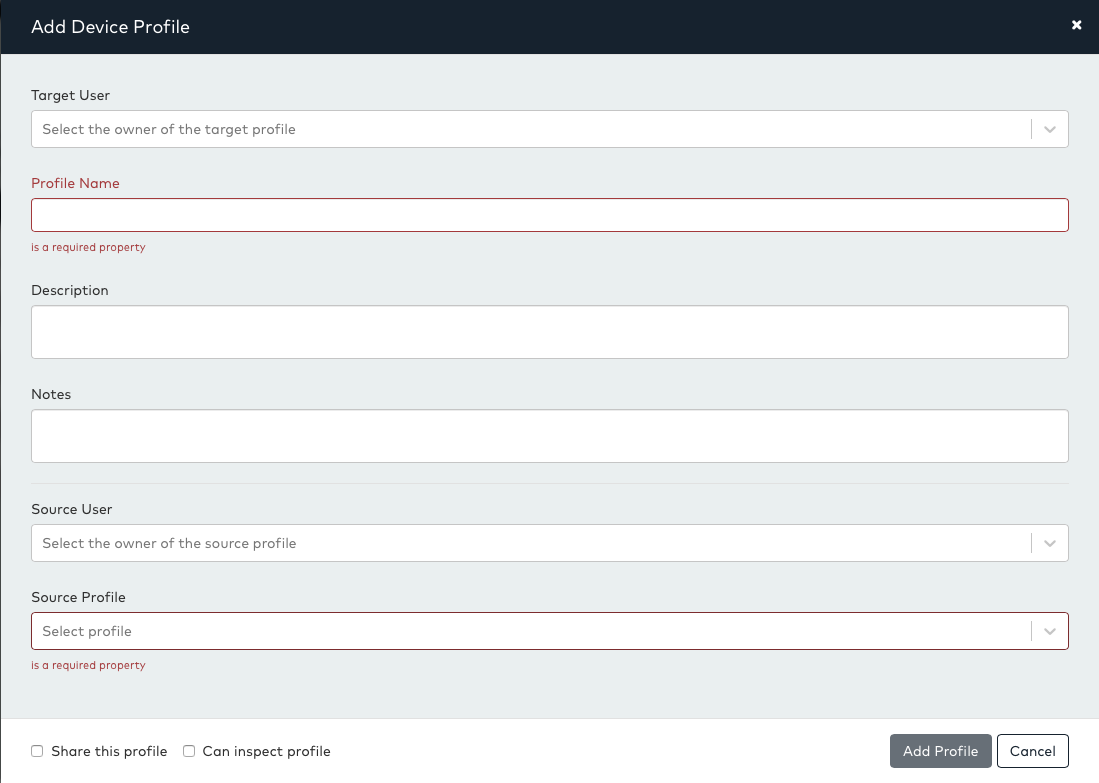 Add Device Profile
Target User
Select the owner of the target profile
Profile Name
is a required property
Description
Notes
Source User
Select the owner of the source profile
Source Profile
Select profile
is a required property
Share this profile Can inspect profile Add Profile Cancel